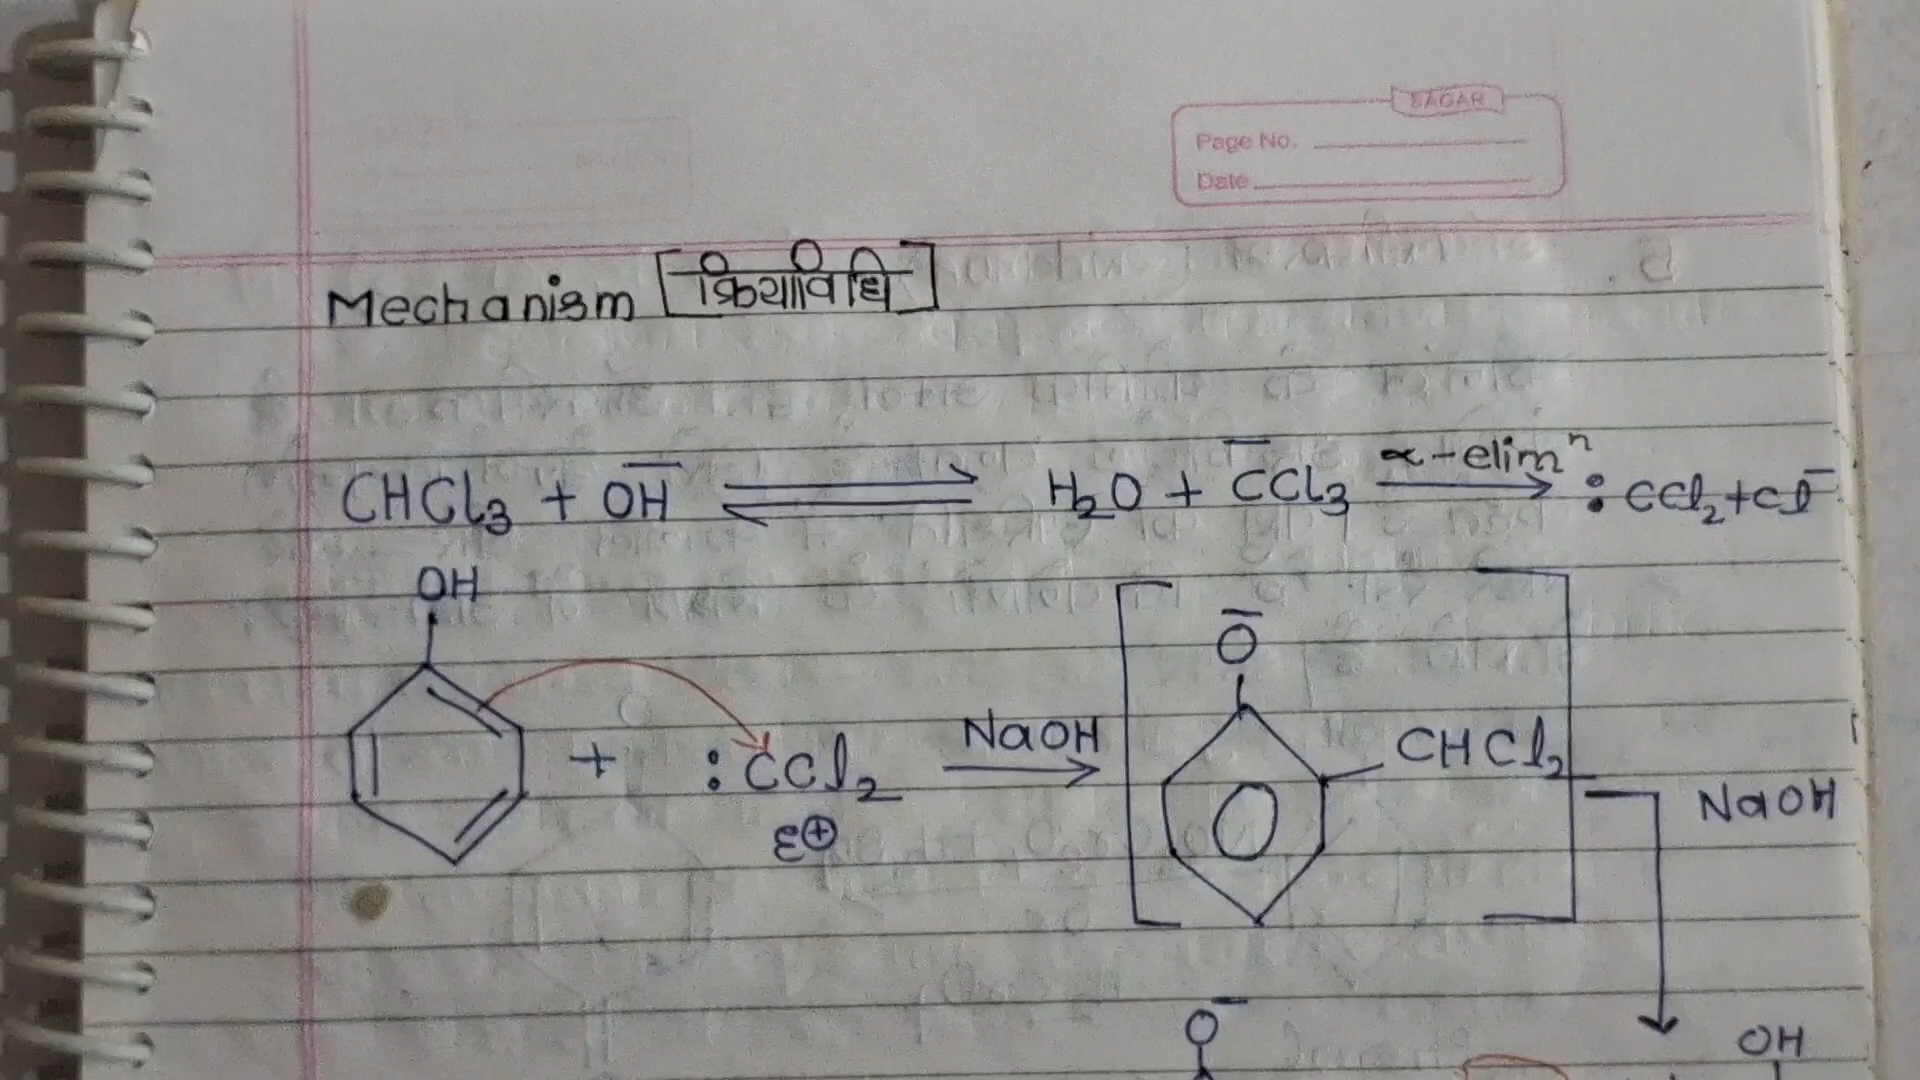 SAGAR
Page No.
Date
Mechanism [क्रियाविधि]
CHCl₃ + OH̅ ⇌ H₂O + C̅Cl₃ α-elimⁿ → :CCl₂ + Cl̅
OH
O̅
+ :CCl₂ NaOH → CHCl₂ NaOH
E⊕
O⁻ OH